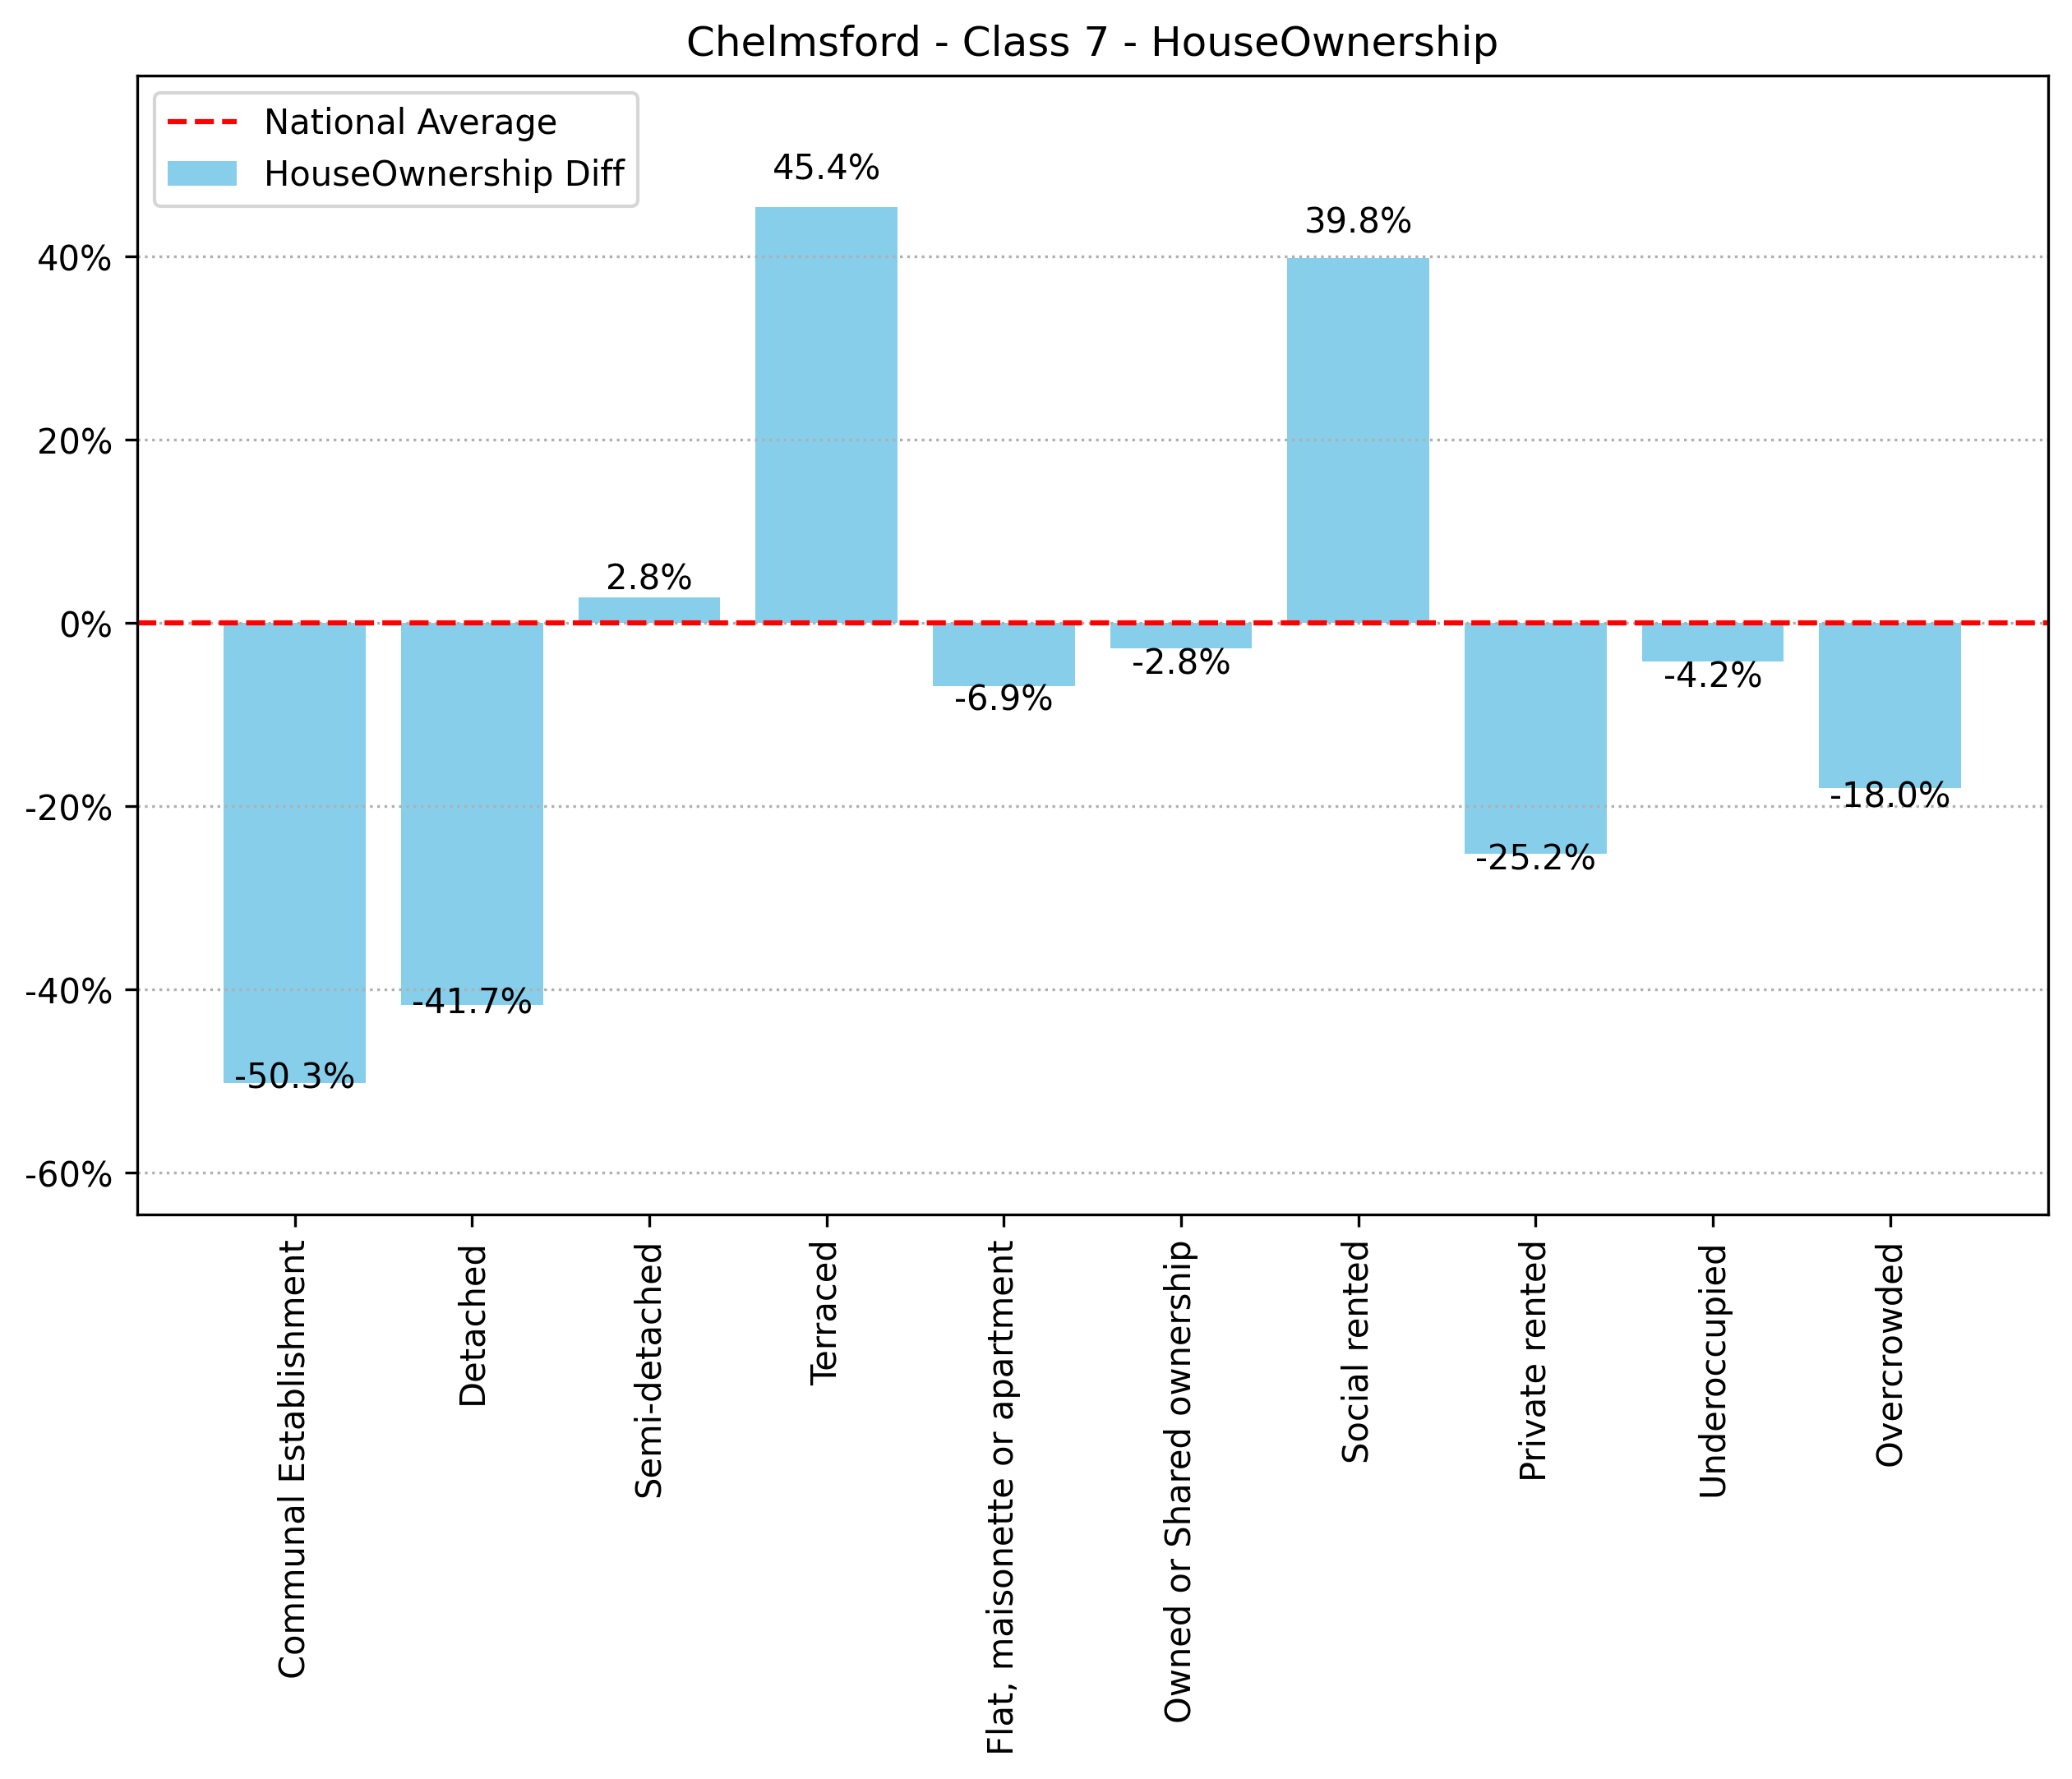 Chelmsford - Class 7 - HouseOwnership
National Average
HouseOwnership Diff
40%
20%
0%
-20%
-40%
-60%
-50.3%
-41.7%
2.8%
45.4%
-6.9%
-2.8%
39.8%
-25.2%
-4.2%
-18.0%
Communal Establishment
Detached
Semi-detached
Terraced
Flat, maisonette or apartment
Owned or Shared ownership
Social rented
Private rented
Underoccupied
Overcrowded